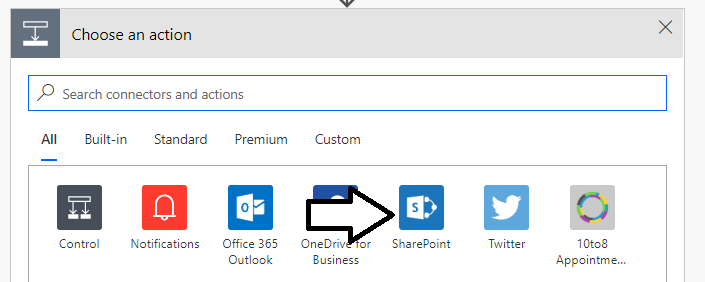 Choose an action
Search connectors and actions
All Built-in Standard Premium Custom
Control Notifications Office 365 Outlook OneDrive for Business SharePoint Twitter 10to8 Appointme...